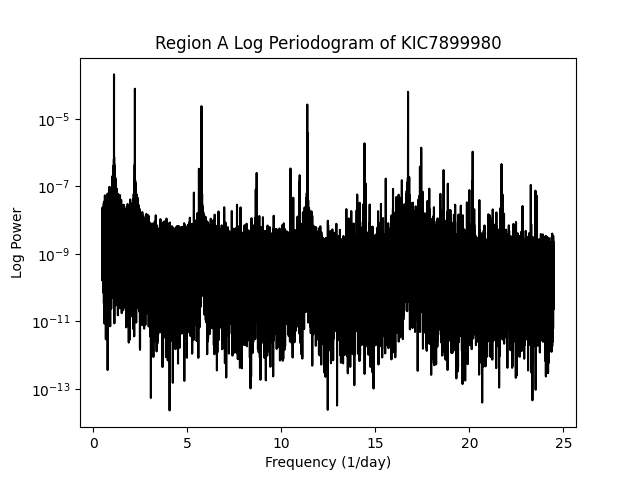 Region A Log Periodogram of KIC7899980
Log Power
10⁻⁵
10⁻⁷
10⁻⁹
10⁻¹¹
10⁻¹³
0 5 10 15 20 25
Frequency (1/day)